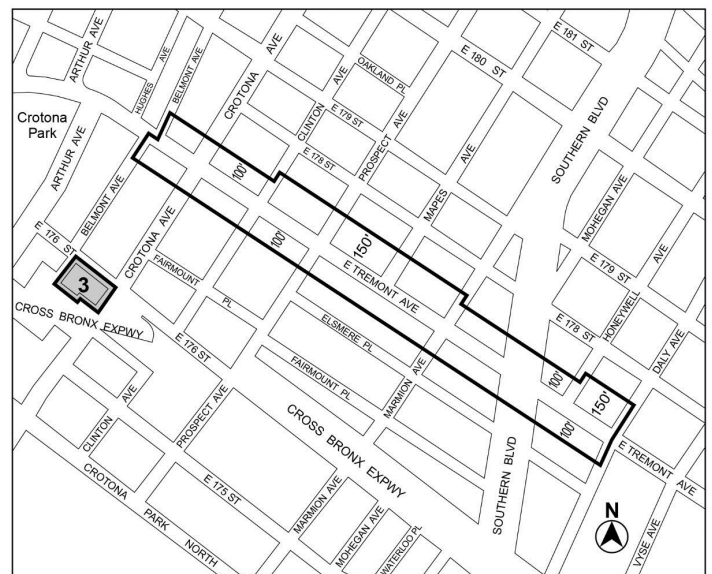 ARTHUR AVE
HUGHES AVE
BELMONT AVE
CROTONA AVE
OAKLAND PL
E 180 ST
E 181 ST
Crotona
Park
CLINTON AVE
E 179 ST
PROSPECT AVE
SOUTHERN BLVD
ARTHUR AVE
E 178 ST
MAPES AVE
MOHEGAN AVE
BELMONT AVE
100'
E 176 ST
CROTONA AVE
100'
150'
E 179 ST
FAIRMOUNT PL
E TREMONT AVE
3
HONEYWELL AVE
CROSS BRONX EXPWY
ELSMERE PL
E 178 ST
E 176 ST
DALY AVE
FAIRMOUNT PL
MARMION AVE
100'
150'
CLINTON AVE
PROSPECT AVE
CROSS BRONX EXPWY
100'
E TREMONT AVE
CROTONA PARK NORTH
E 175 ST
MARMION AVE
SOUTHERN BLVD
N
MOHEGAN AVE
WATERLOO PL
VYSE AVE